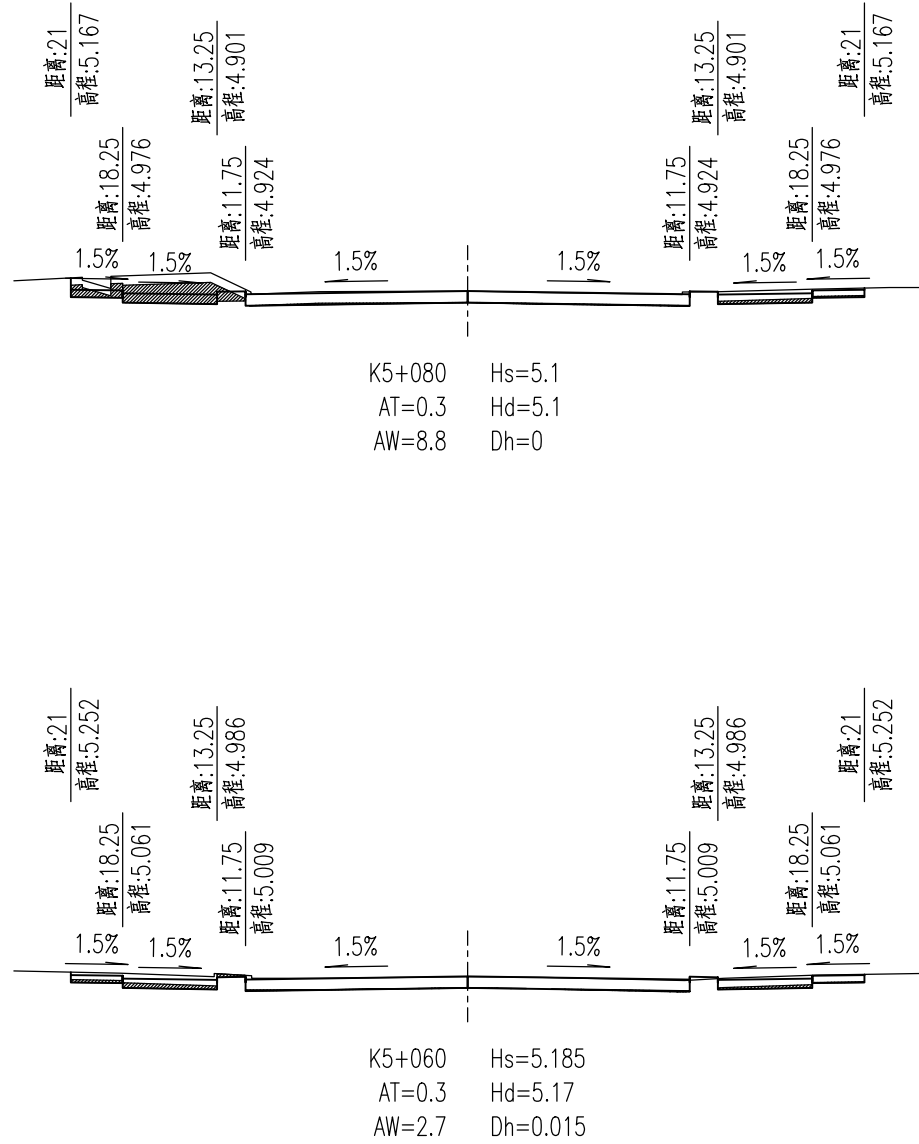 距离:21
高程:5.167
距离:13.25
高程:4.901
距离:13.25
高程:4.901
距离:21
高程:5.167
距离:18.25
高程:4.976
距离:11.75
高程:4.924
距离:11.75
高程:4.924
距离:18.25
高程:4.976
1.5%
1.5%
1.5%
1.5%
1.5%
1.5%
K5+080 Hs=5.1
AT=0.3 Hd=5.1
AW=8.8 Dh=0
距离:21
高程:5.252
距离:13.25
高程:4.986
距离:13.25
高程:4.986
距离:21
高程:5.252
距离:18.25
高程:5.061
距离:11.75
高程:5.009
距离:11.75
高程:5.009
距离:18.25
高程:5.061
1.5%
1.5%
1.5%
1.5%
1.5%
1.5%
K5+060 Hs=5.185
AT=0.3 Hd=5.17
AW=2.7 Dh=0.015